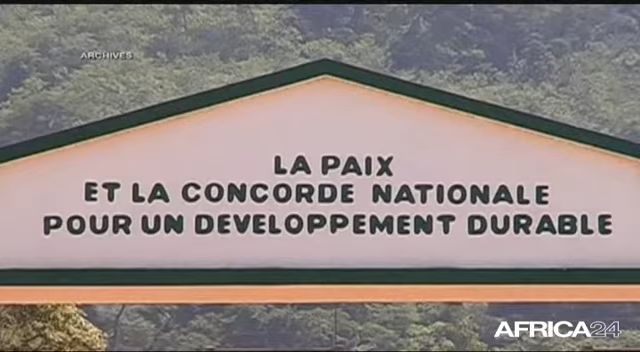 ARCHIVES
LA PAIX
ET LA CONCORDE NATIONALE
POUR UN DEVELOPPEMENT DURABLE
AFRICA24